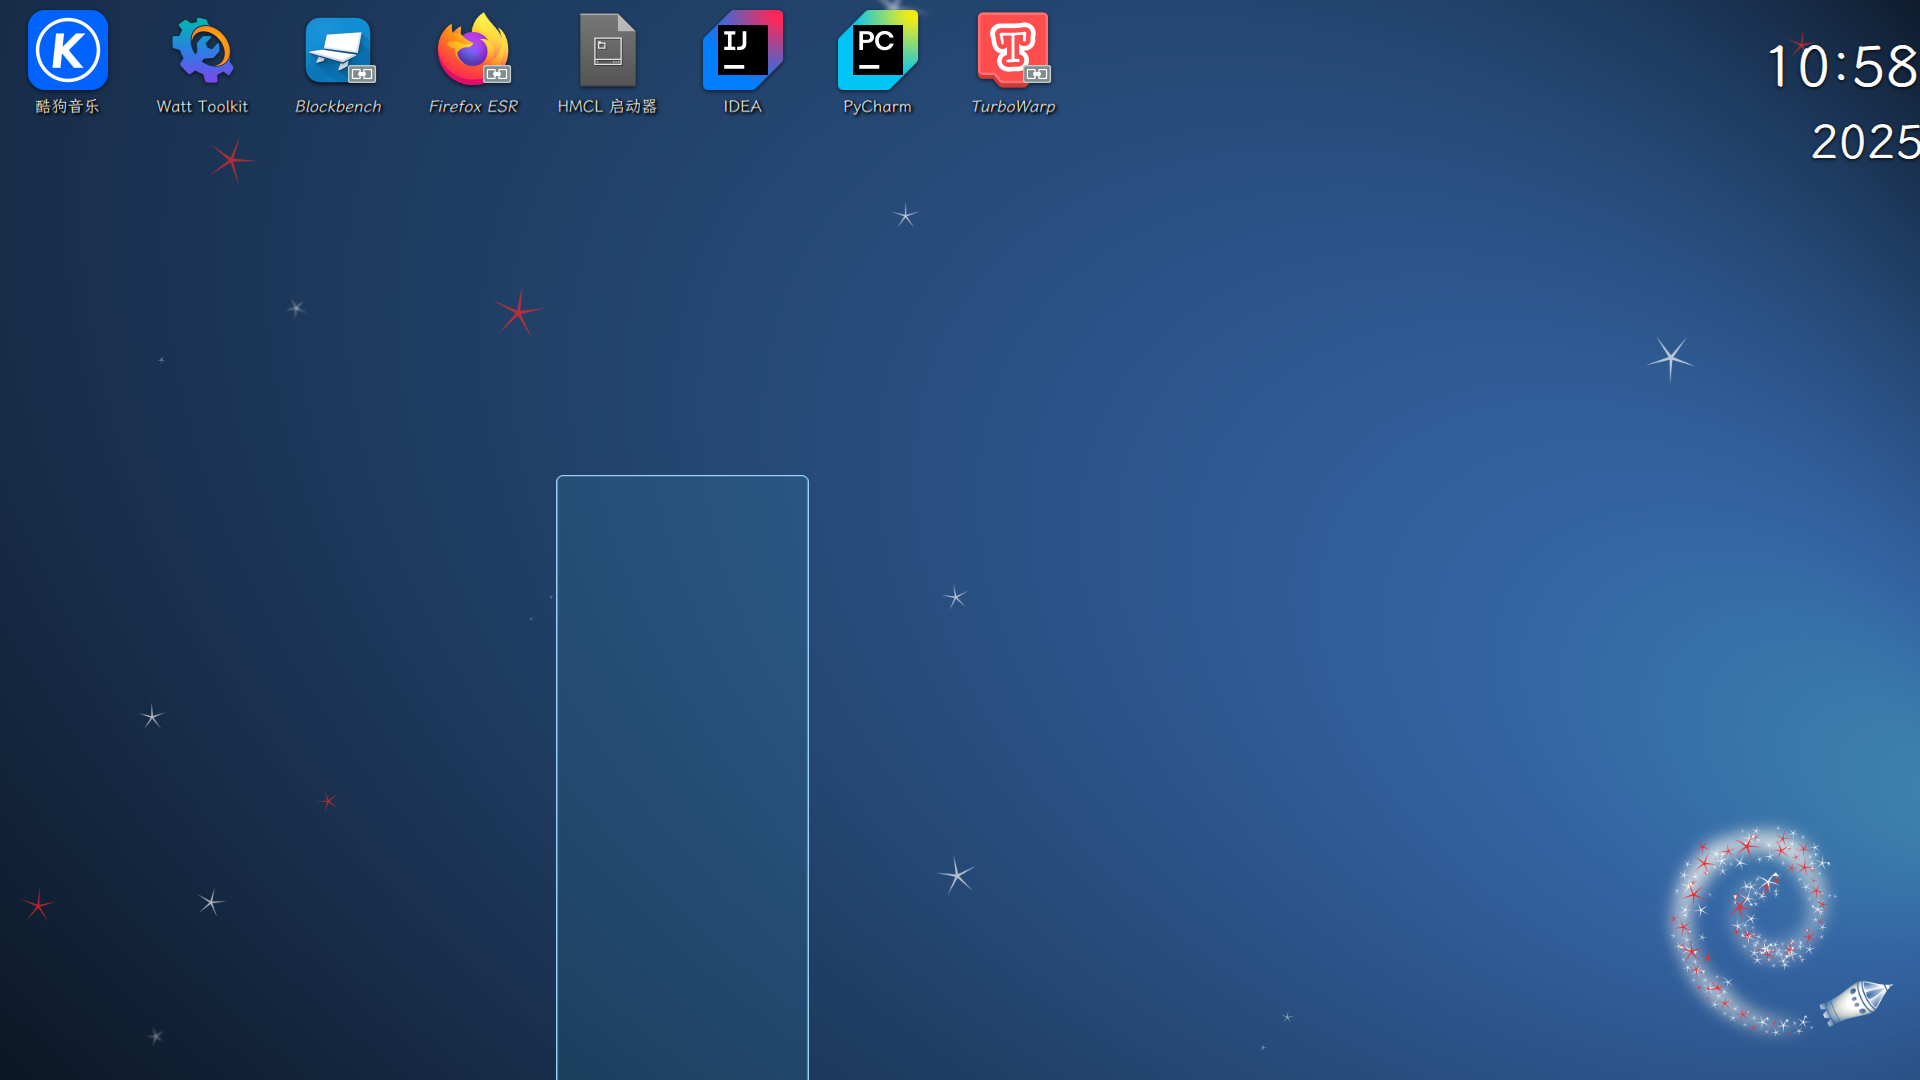 K
IJ
PC
T
酷狗音乐
Watt Toolkit
Blockbench
Firefox ESR
HMCL 启动器
IDEA
PyCharm
TurboWarp
10:58
2025